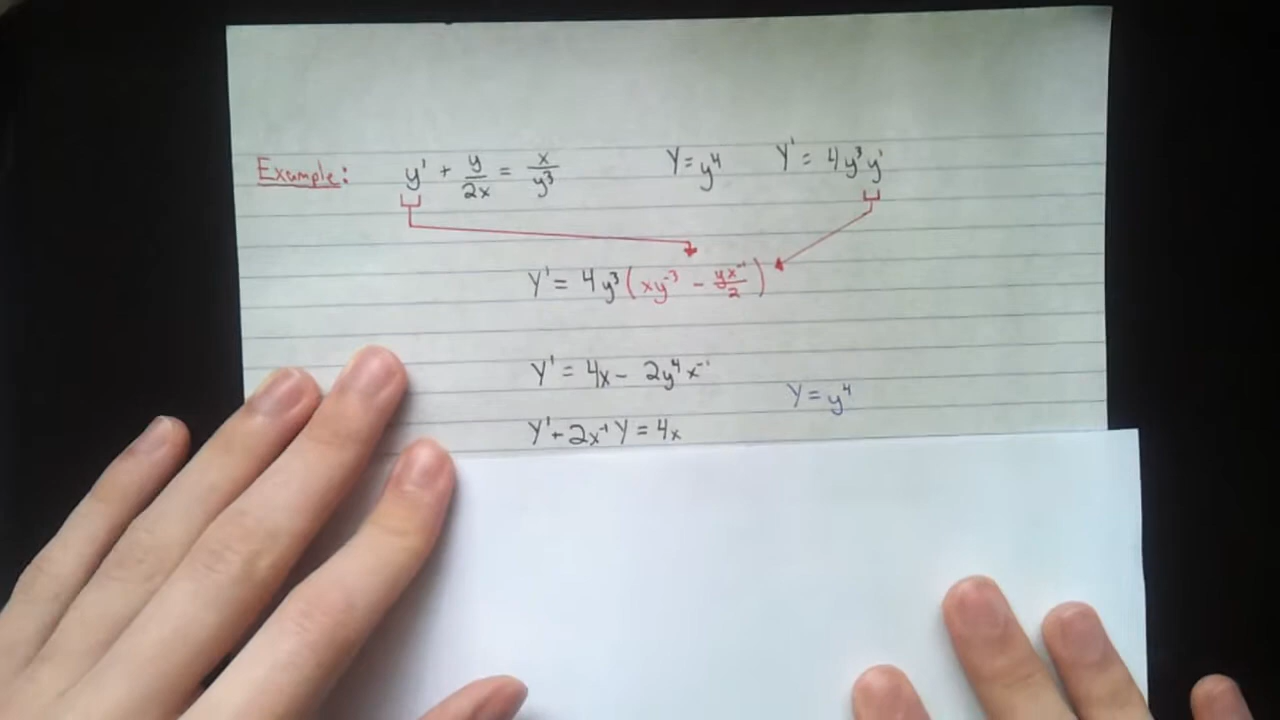 Example: y' + y/2x = x/y³ Y = y⁴ Y' = 4y³y'
Y' = 4y³(xy⁻³ - yx⁻¹/2)
Y' = 4x - 2y⁴x⁻¹
Y = y⁴
Y' + 2x⁻¹Y = 4x